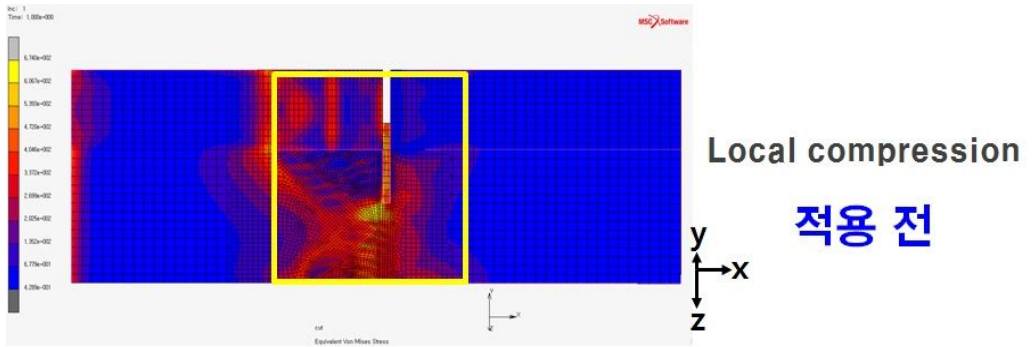 Inc: 1
Time: 1,000e+000
MSC Software
6,740e+002
6,067e+002
5,393e+002
4,720e+002
4,046e+002
3,372e+002
2,699e+002
2,025e+002
1,352e+002
6,779e+001
4,289e-001
Local compression
적용 전
y
x
z
Y
X
Z
cut
Equivalent Von Mises Stress